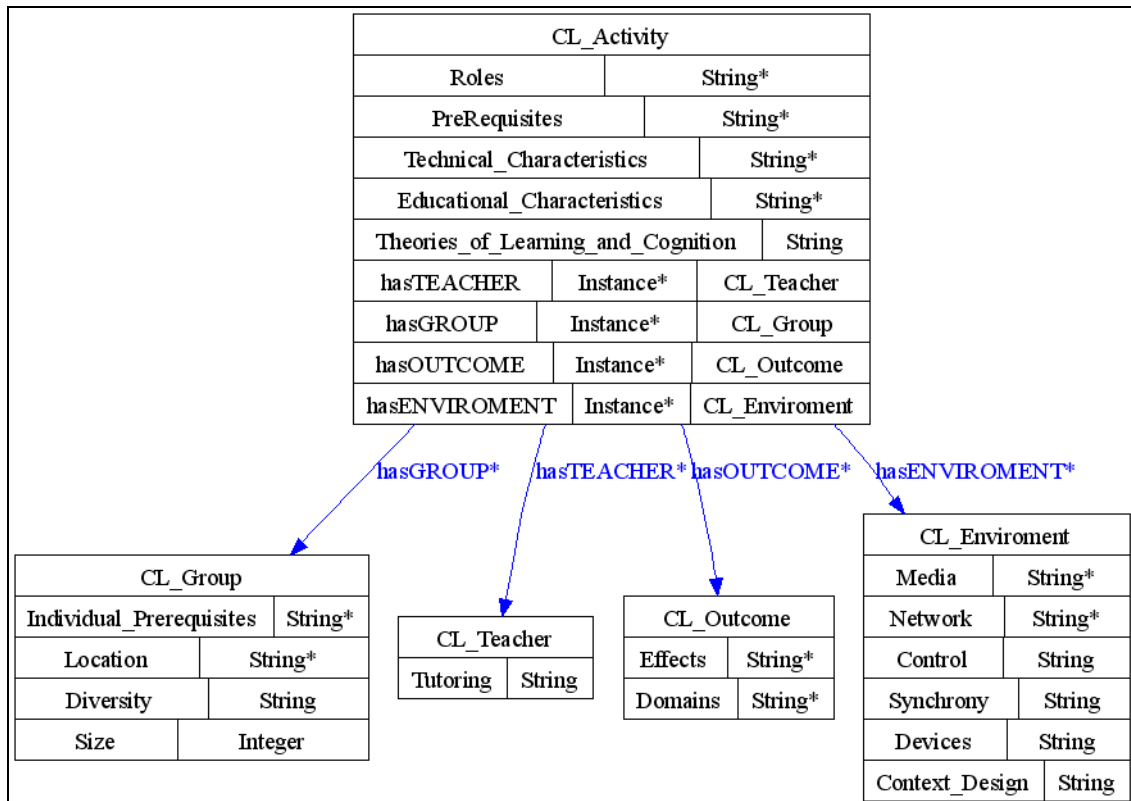 CL_Activity
Roles String*
PreRequisites String*
Technical_Characteristics String*
Educational_Characteristics String*
Theories_of_Learning_and_Cognition String
hasTEACHER Instance* CL_Teacher
hasGROUP Instance* CL_Group
hasOUTCOME Instance* CL_Outcome
hasENVIROMENT Instance* CL_Enviroment
hasGROUP* hasTEACHER* hasOUTCOME* hasENVIROMENT*
CL_Group
Individual_Prerequisites String*
Location String*
Diversity String
Size Integer
CL_Teacher
Tutoring String
CL_Outcome
Effects String*
Domains String*
CL_Enviroment
Media String*
Network String*
Control String
Synchrony String
Devices String
Context_Design String